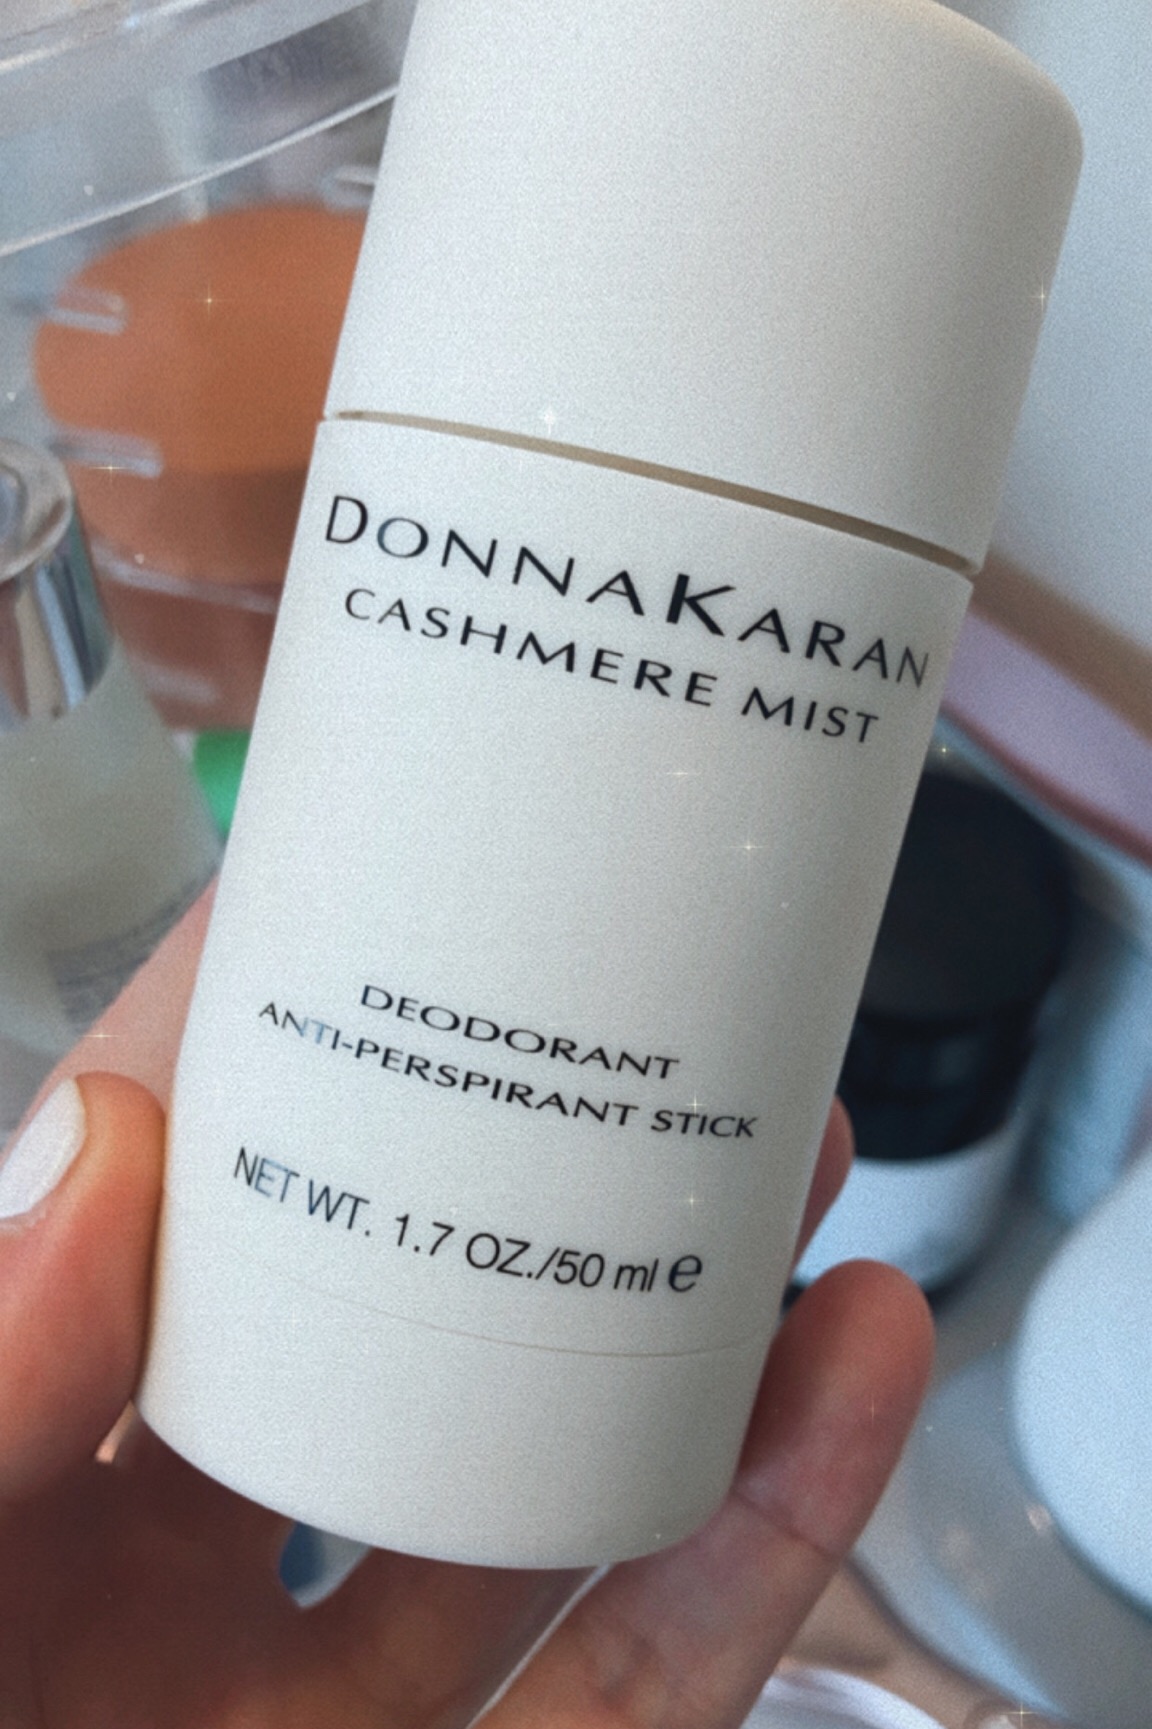 DONNAKARAN
CASHMERE MIST
DEODORANT
ANTI-PERSPIRANT STICK
NET WT. 1.7 OZ./50 ml ℮